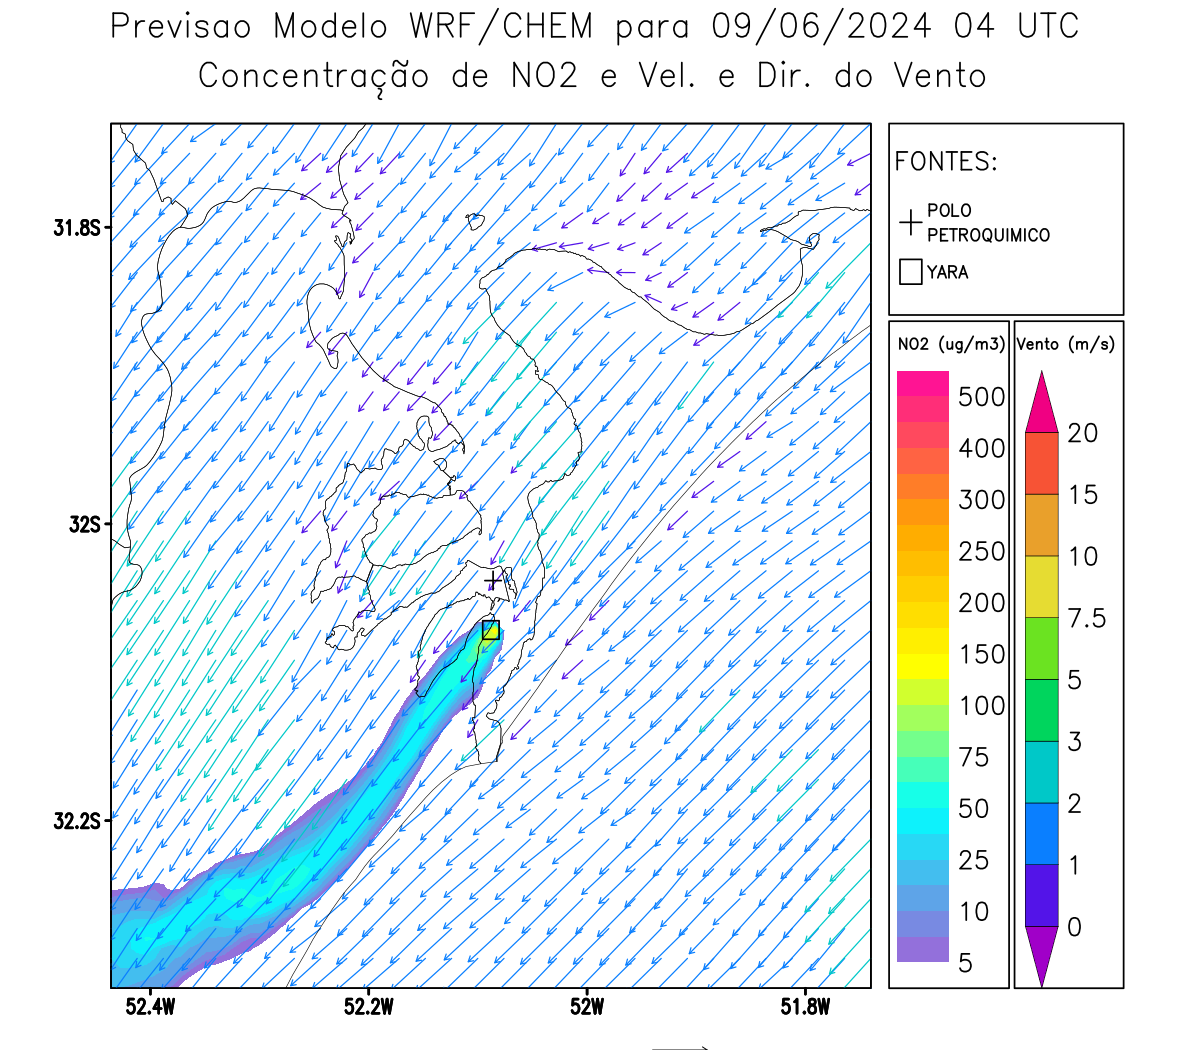 Previsao Modelo WRF/CHEM para 09/06/2024 04 UTC
Concentração de NO2 e Vel. e Dir. do Vento
FONTES:
POLO
PETROQUIMICO
YARA
NO2 (ug/m3)
500
400
300
250
200
150
100
75
50
25
10
5
Vento (m/s)
20
15
10
7.5
5
3
2
1
0
31.8S
32S
32.2S
52.4W
52.2W
52W
51.8W